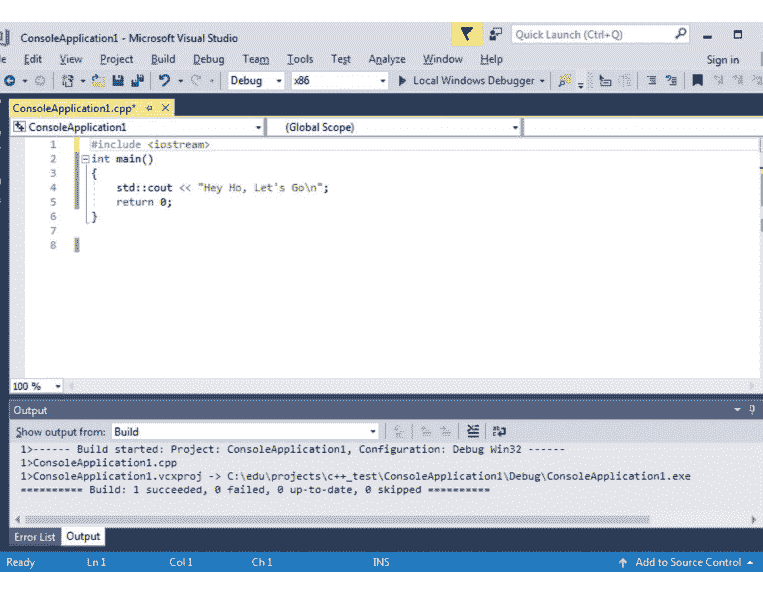 ConsoleApplication1 - Microsoft Visual Studio
Quick Launch (Ctrl+Q)
Edit View Project Build Debug Team Tools Test Analyze Window Help
Sign in
Debug x86 Local Windows Debugger
ConsoleApplication1.cpp*
ConsoleApplication1 (Global Scope)
1 #include <iostream>
2 int main()
3 {
4 std::cout << "Hey Ho, Let's Go\n";
5 return 0;
6 }
7
8
100 %
Output
Show output from: Build
1>------ Build started: Project: ConsoleApplication1, Configuration: Debug Win32 ------
1>ConsoleApplication1.cpp
1>ConsoleApplication1.vcxproj -> C:\edu\projects\c++_test\ConsoleApplication1\Debug\ConsoleApplication1.exe
========== Build: 1 succeeded, 0 failed, 0 up-to-date, 0 skipped ==========
Error List Output
Ready Ln 1 Col 1 Ch 1 INS Add to Source Control